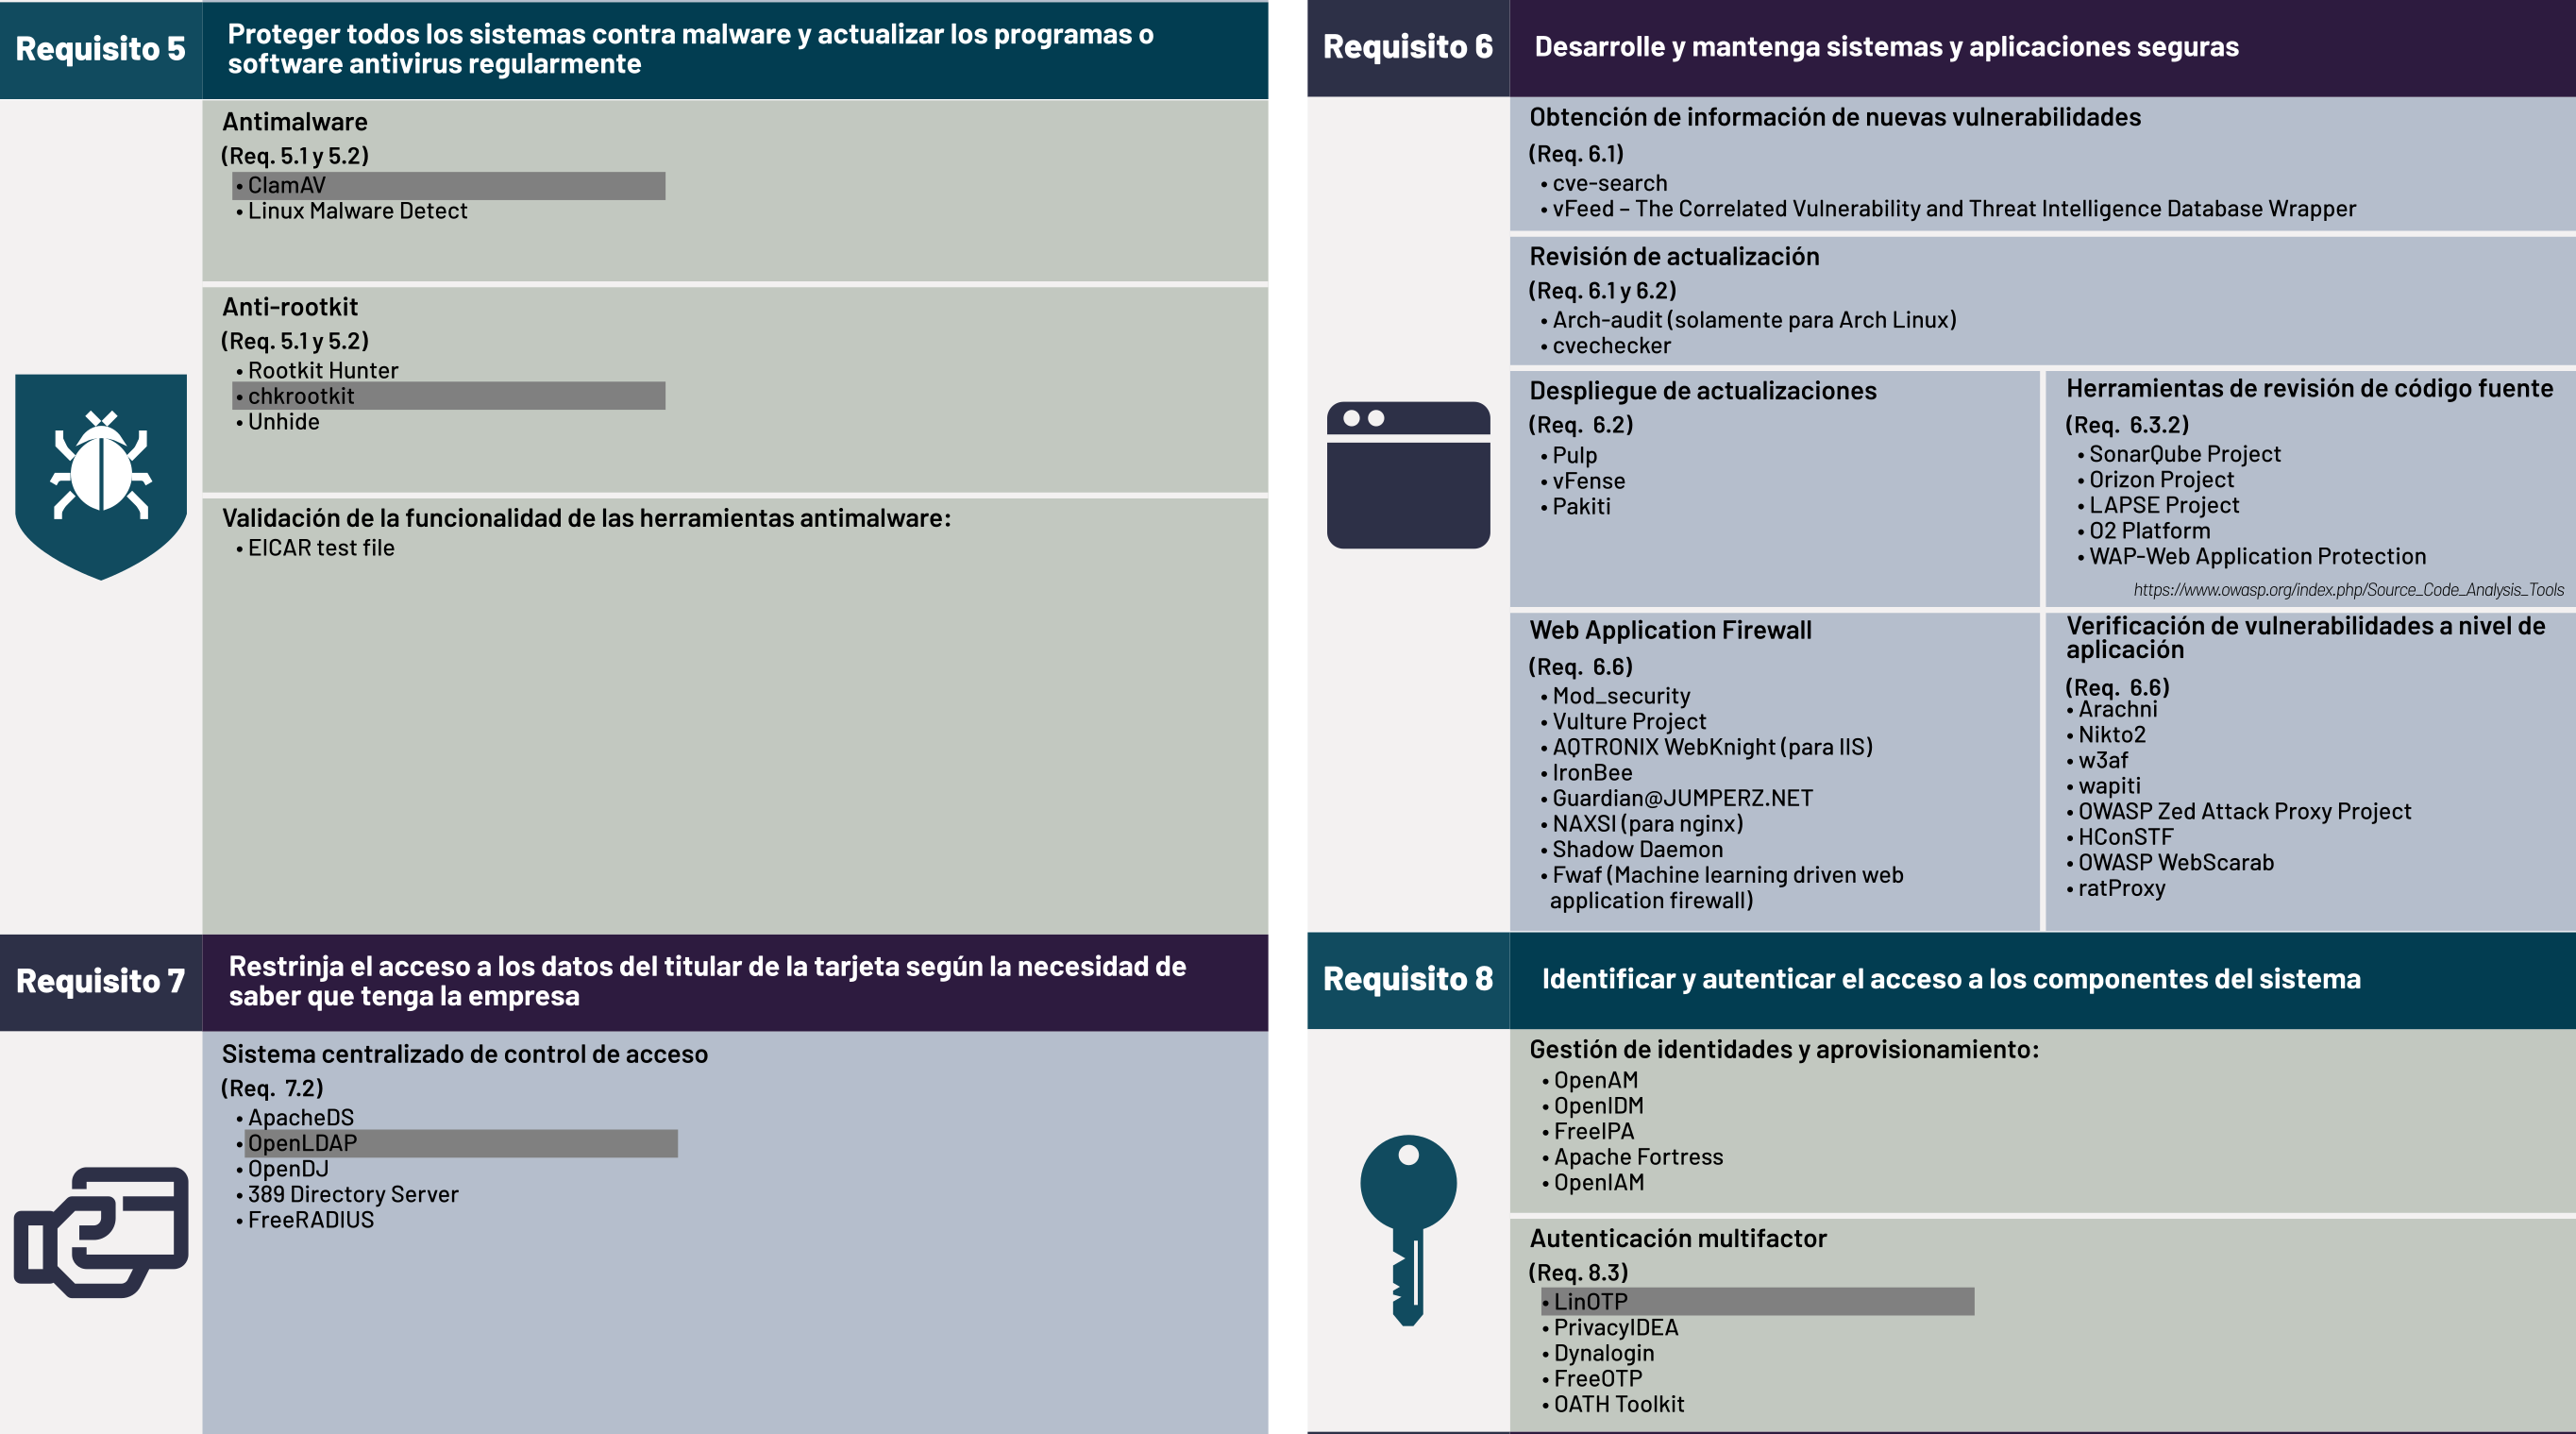 Requisito 5
Proteger todos los sistemas contra malware y actualizar los programas o
software antivirus regularmente
Antimalware
(Req. 5.1 y 5.2)
• ClamAV
• Linux Malware Detect
Anti-rootkit
(Req. 5.1 y 5.2)
• Rootkit Hunter
• chkrootkit
• Unhide
Validación de la funcionalidad de las herramientas antimalware:
• EICAR test file
Requisito 6
Desarrolle y mantenga sistemas y aplicaciones seguras
Obtención de información de nuevas vulnerabilidades
(Req. 6.1)
• cve-search
• vFeed – The Correlated Vulnerability and Threat Intelligence Database Wrapper
Revisión de actualización
(Req. 6.1 y 6.2)
• Arch-audit (solamente para Arch Linux)
• cvechecker
Despliegue de actualizaciones
(Req. 6.2)
• Pulp
• vFense
• Pakiti
Herramientas de revisión de código fuente
(Req. 6.3.2)
• SonarQube Project
• Orizon Project
• LAPSE Project
• O2 Platform
• WAP-Web Application Protection
https://www.owasp.org/index.php/Source_Code_Analysis_Tools
Web Application Firewall
(Req. 6.6)
• Mod_security
• Vulture Project
• AQTRONIX WebKnight (para IIS)
• IronBee
• Guardian@JUMPERZ.NET
• NAXSI (para nginx)
• Shadow Daemon
• Fwaf (Machine learning driven web
application firewall)
Verificación de vulnerabilidades a nivel de
aplicación
(Req. 6.6)
• Arachni
• Nikto2
• w3af
• wapiti
• OWASP Zed Attack Proxy Project
• HConSTF
• OWASP WebScarab
• ratProxy
Requisito 7
Restrinja el acceso a los datos del titular de la tarjeta según la necesidad de
saber que tenga la empresa
Sistema centralizado de control de acceso
(Req. 7.2)
• ApacheDS
• OpenLDAP
• OpenDJ
• 389 Directory Server
• FreeRADIUS
Requisito 8
Identificar y autenticar el acceso a los componentes del sistema
Gestión de identidades y aprovisionamiento:
• OpenAM
• OpenIDM
• FreeIPA
• Apache Fortress
• OpenIAM
Autenticación multifactor
(Req. 8.3)
• LinOTP
• PrivacyIDEA
• Dynalogin
• FreeOTP
• OATH Toolkit